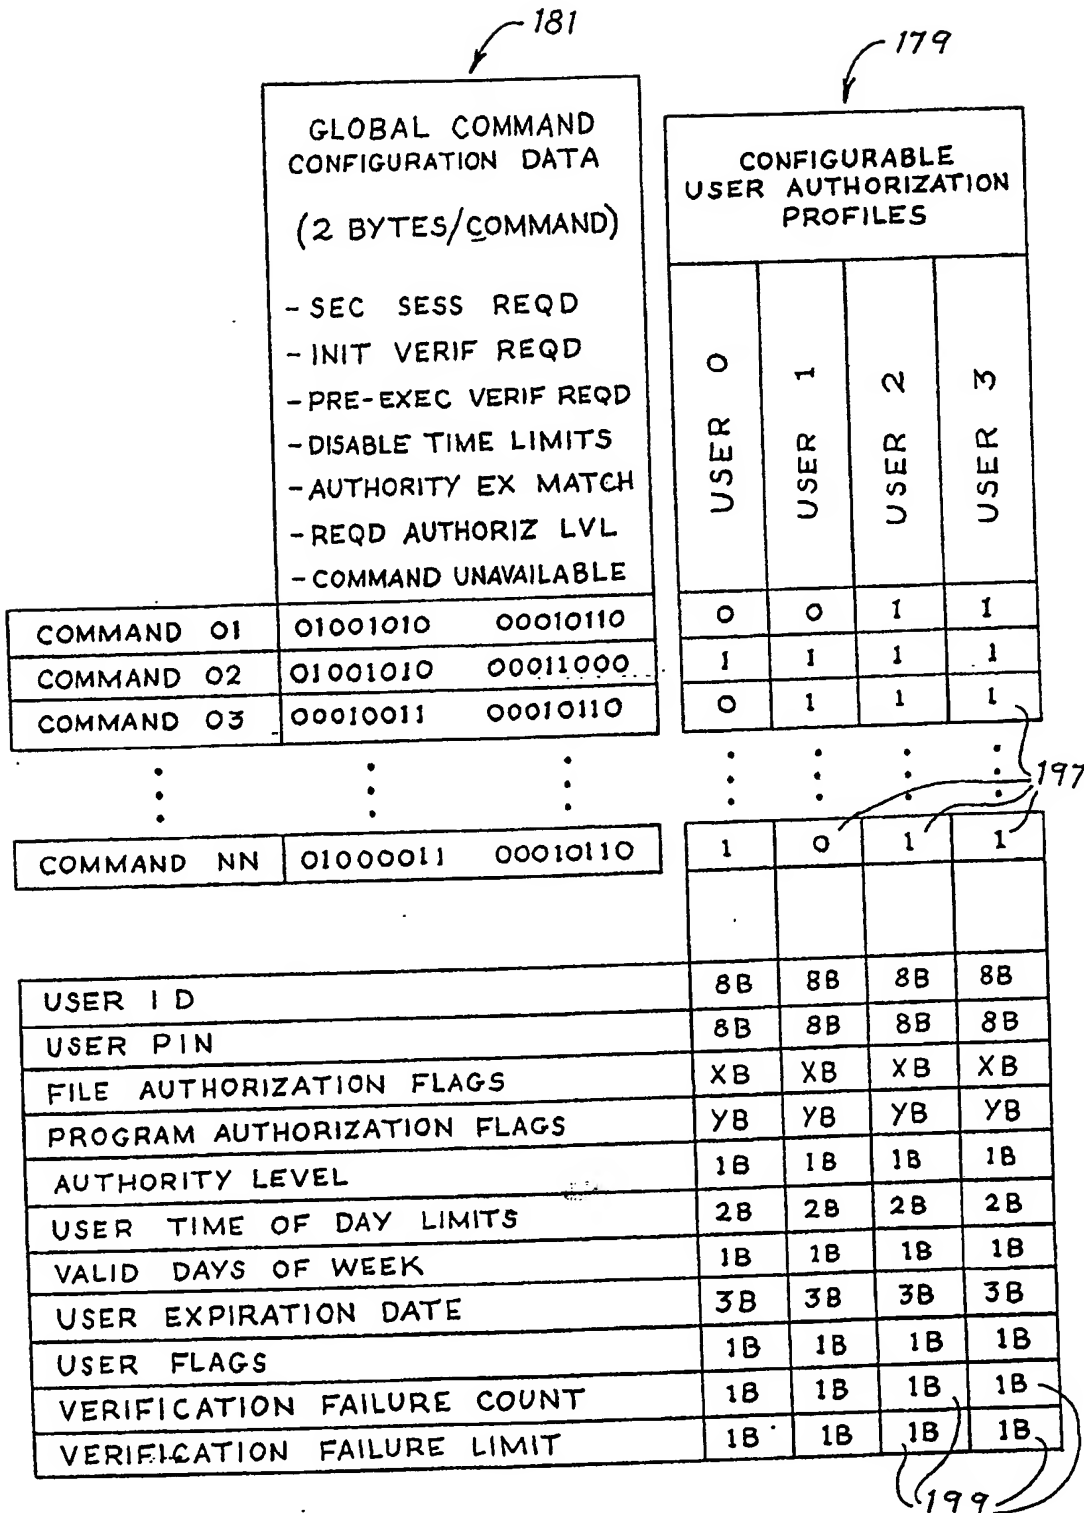 181
179
GLOBAL COMMAND
CONFIGURATION DATA
(2 BYTES/COMMAND)
- SEC SESS REQD
- INIT VERIF REQD
- PRE-EXEC VERIF REQD
- DISABLE TIME LIMITS
- AUTHORITY EX MATCH
- REQD AUTHORIZ LVL
- COMMAND UNAVAILABLE
CONFIGURABLE
USER AUTHORIZATION
PROFILES
USER 0
USER 1
USER 2
USER 3
COMMAND 01 01001010 00010110 0 0 1 1
COMMAND 02 01001010 00011000 1 1 1 1
COMMAND 03 00010011 00010110 0 1 1 1
197
COMMAND NN 01000011 00010110 1 0 1 1
USER ID 8B 8B 8B 8B
USER PIN 8B 8B 8B 8B
FILE AUTHORIZATION FLAGS XB XB XB XB
PROGRAM AUTHORIZATION FLAGS YB YB YB YB
AUTHORITY LEVEL 1B 1B 1B 1B
USER TIME OF DAY LIMITS 2B 2B 2B 2B
VALID DAYS OF WEEK 1B 1B 1B 1B
USER EXPIRATION DATE 3B 3B 3B 3B
USER FLAGS 1B 1B 1B 1B
VERIFICATION FAILURE COUNT 1B 1B 1B 1B
VERIFICATION FAILURE LIMIT 1B 1B 1B 1B
199